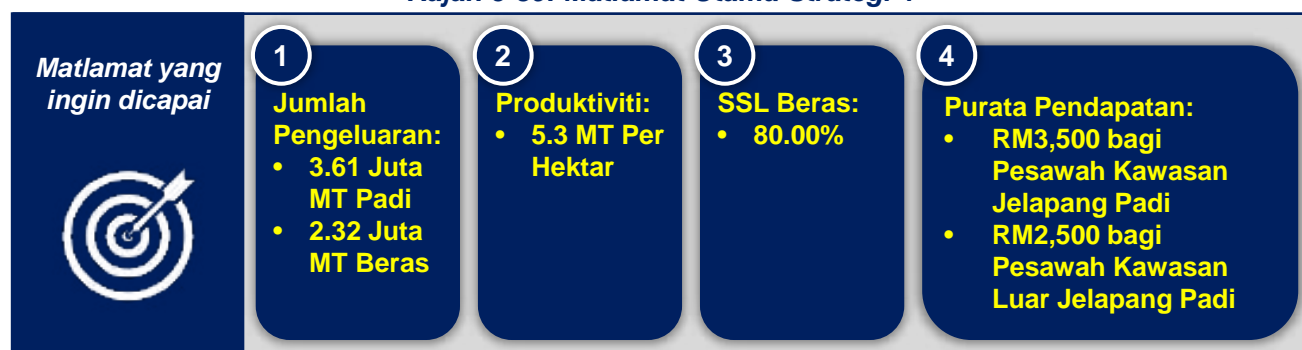 Matlamat yang
ingin dicapai
1
Jumlah
Pengeluaran:
• 3.61 Juta
MT Padi
• 2.32 Juta
MT Beras
2
Produktiviti:
• 5.3 MT Per
Hektar
3
SSL Beras:
• 80.00%
4
Purata Pendapatan:
• RM3,500 bagi
Pesawah Kawasan
Jelapang Padi
• RM2,500 bagi
Pesawah Kawasan
Luar Jelapang Padi